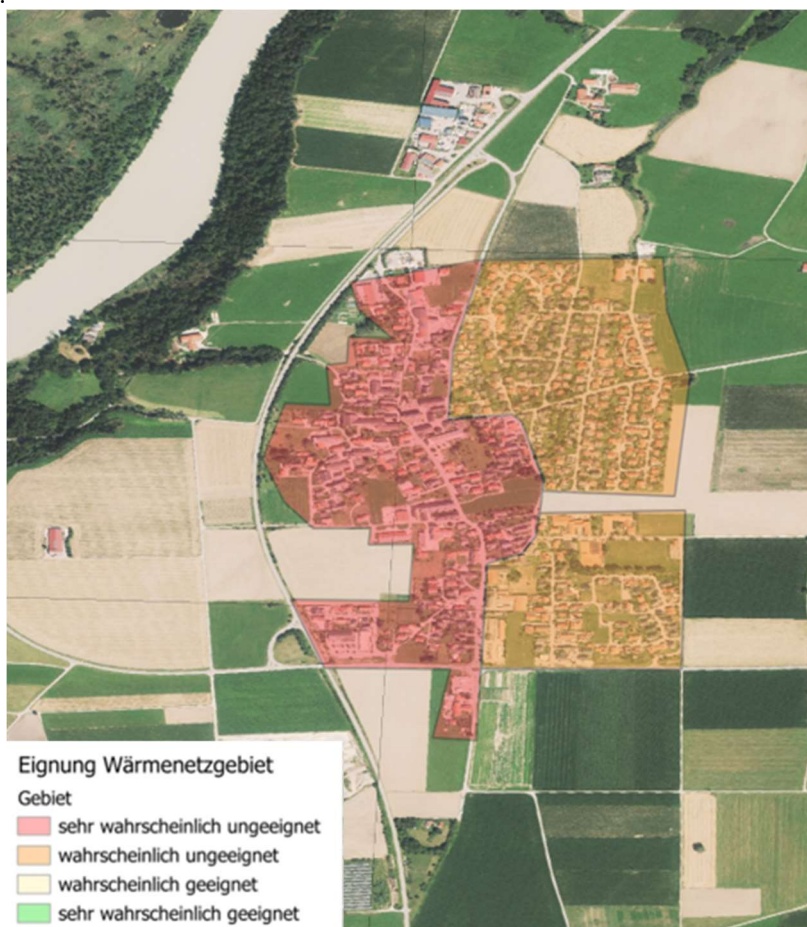 Eignung Wärmenetzgebiet
Gebiet
sehr wahrscheinlich ungeeignet
wahrscheinlich ungeeignet
wahrscheinlich geeignet
sehr wahrscheinlich geeignet